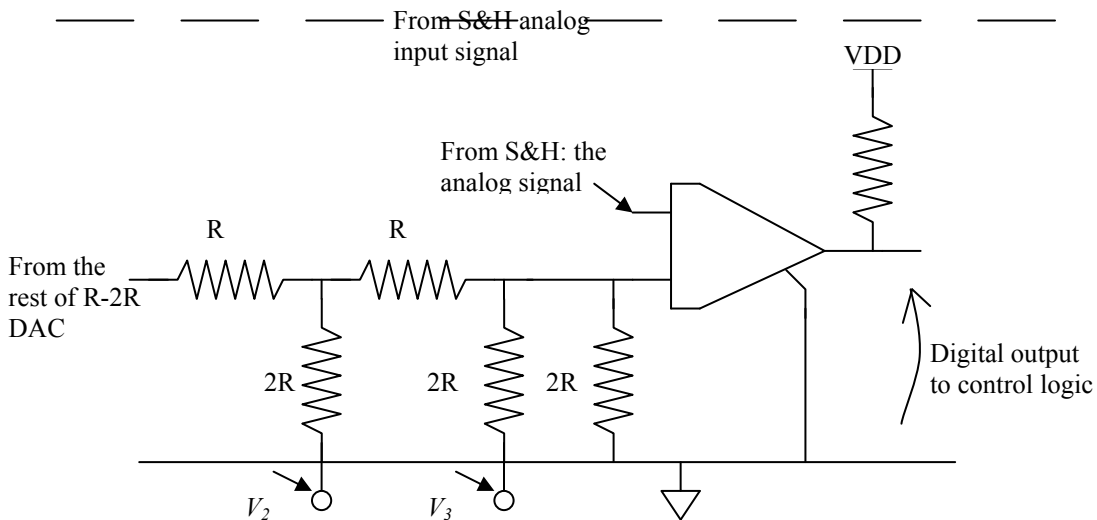 From S&H analog
input signal
VDD
From S&H: the
analog signal
R
R
From the
rest of R-2R
DAC
2R
2R
2R
Digital output
to control logic
V2
V3